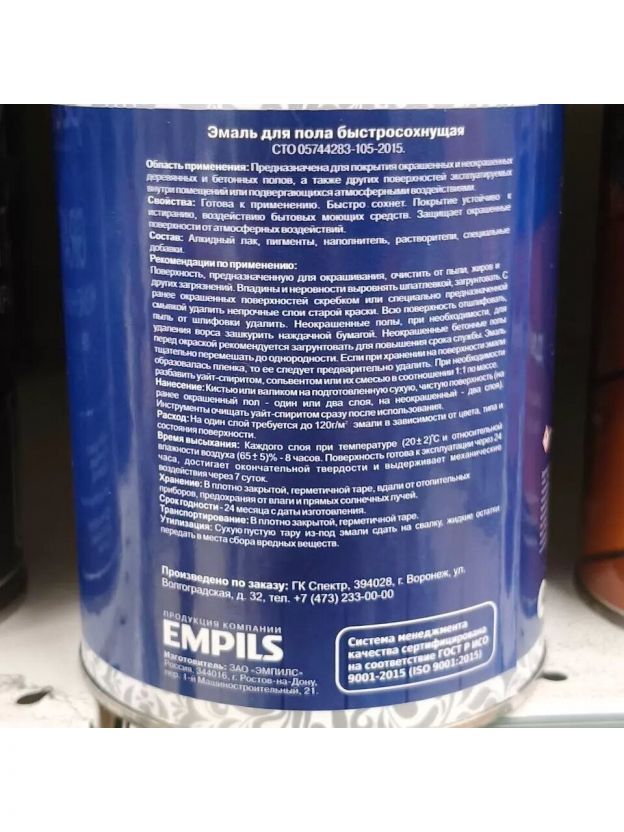 Эмаль для пола быстросохнущая
СТО 05744283-105-2015.
Область применения: Предназначена для покрытия окрашенных и неокрашенных
деревянных и бетонных полов, а также других поверхностей эксплуатируемых
внутри помещений или подвергающихся атмосферными воздействиями.
Свойства: Готова к применению. Быстро сохнет. Покрытие устойчиво к
истиранию, воздействию бытовых моющих средств. Защищает окрашенные
поверхности от атмосферных воздействий.
Состав: Алкидный лак, пигменты, наполнитель, растворители, специальные
добавки.
Рекомендации по применению:
Поверхность, предназначенную для окрашивания, очистить от пыли, жиров и
других загрязнений. Впадины и неровности выровнять шпатлевкой, загрунтовать. С
ранее окрашенных поверхностей скребком или специально предназначенной
смывкой удалить непрочные слои старой краски. Всю поверхность отшлифовать,
пыль от шлифовки удалить. Неокрашенные полы, при необходимости, для
удаления ворса зашкурить наждачной бумагой. Неокрашенные бетонные полы
перед окраской рекомендуется загрунтовать для повышения срока службы. Эмаль
тщательно перемешать до однородности. Если при хранении на поверхности эмали
образовалась пленка, то ее следует предварительно удалить. При необходимости
разбавить уайт-спиритом, сольвентом или их смесью в соотношении 1:1 по массе.
Нанесение: Кистью или валиком на подготовленную сухую, чистую поверхность (на
ранее окрашенный пол - один или два слоя, на неокрашенный - два слоя).
Инструменты очищать уайт-спиритом сразу после использования.
Расход: На один слой требуется до 120г/м² эмали в зависимости от цвета, типа и
состояния поверхности.
Время высыхания: Каждого слоя при температуре (20±2)°С и относительной
влажности воздуха (65±5)% - 8 часов. Поверхность готова к эксплуатации через 24
часа, достигает окончательной твердости и выдерживает механические
воздействия через 7 суток.
Хранение: В плотно закрытой, герметичной таре, вдали от отопительных
приборов, предохраняя от влаги и прямых солнечных лучей.
Срок годности - 24 месяца с даты изготовления.
Транспортирование: В плотно закрытой, герметичной таре.
Утилизация: Сухую пустую тару из-под эмали сдать на свалку, жидкие остатки
передать в места сбора вредных веществ.
Произведено по заказу: ГК Спектр, 394028, г. Воронеж, ул.
Волгоградская, д. 32, тел. +7 (473) 233-00-00
ПРОДУКЦИЯ КОМПАНИИ
EMPILS
Изготовитель: ЗАО «ЭМПИЛС»
Россия, 344016, г. Ростов-на-Дону,
пер. 1-й Машиностроительный, 21.
Система менеджмента
качества сертифицирована
на соответствие ГОСТ Р ИСО
9001-2015 (ISO 9001:2015)